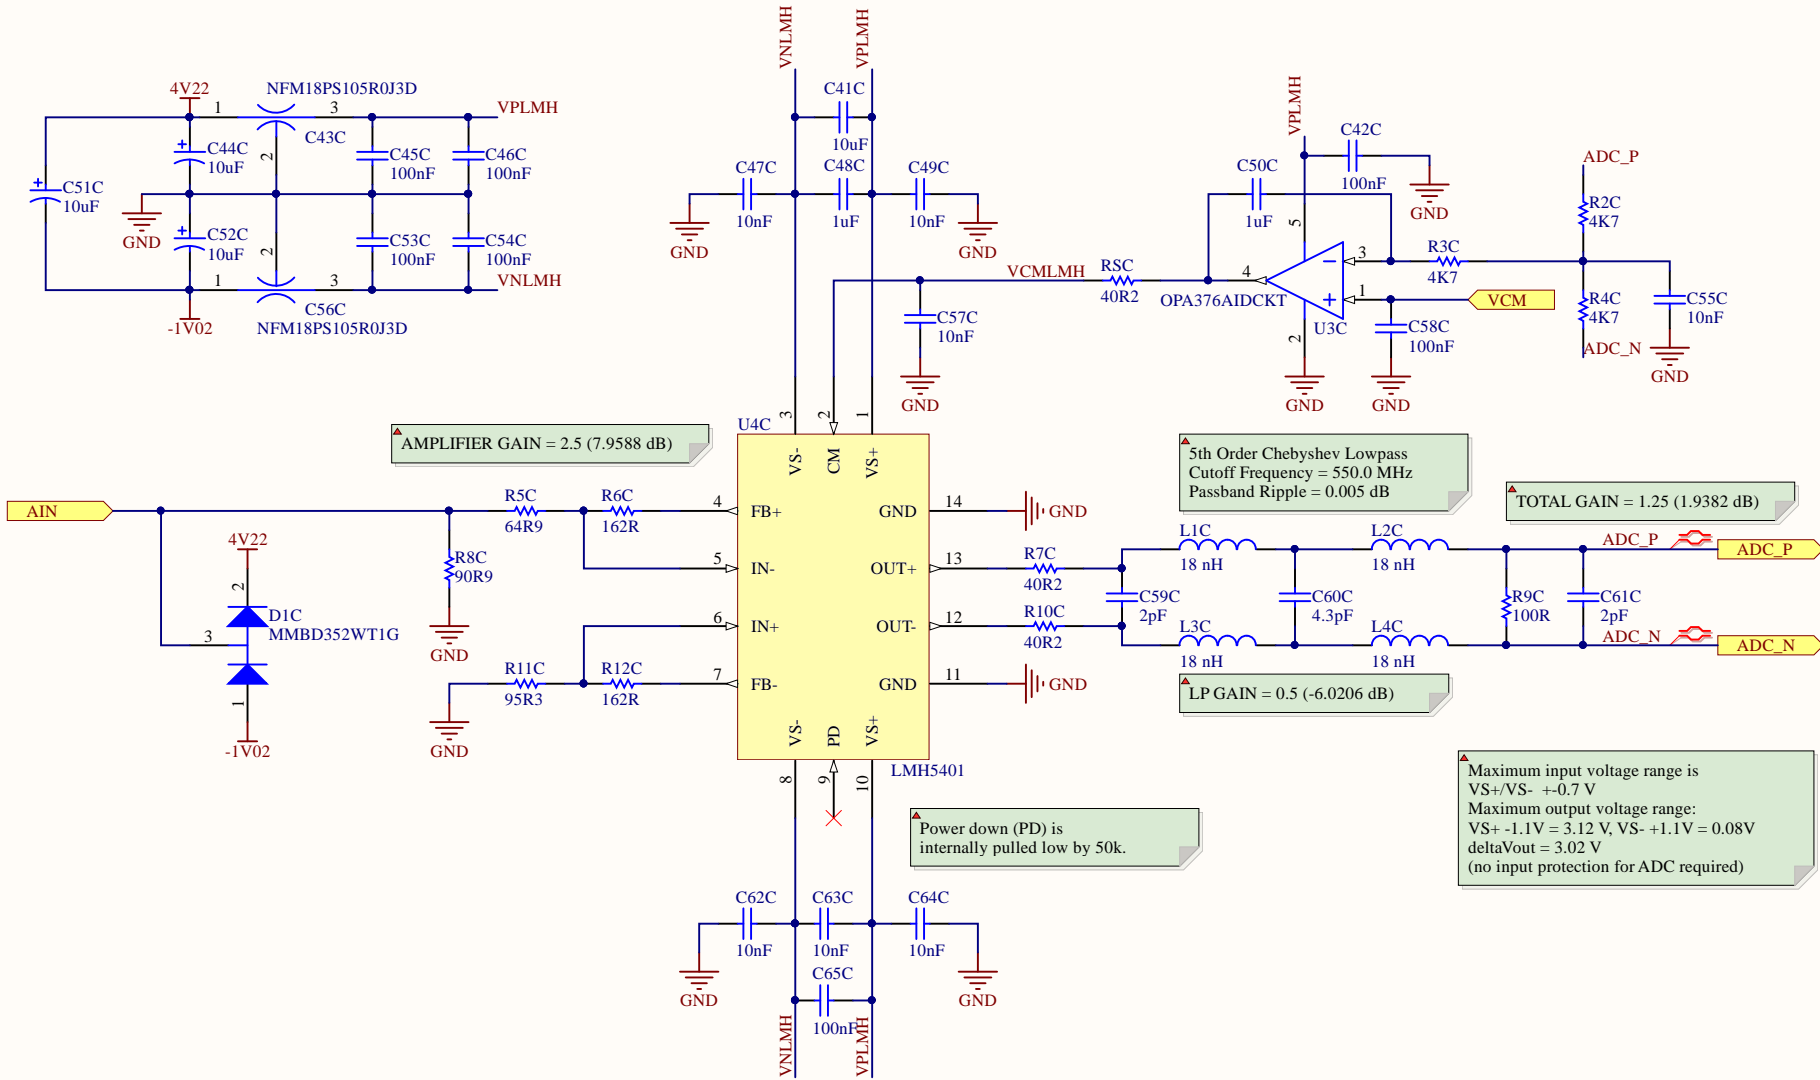 VNLMH
VPLMH
4V22
NFM18PS105R0J3D
1
3
VPLMH
C43C
2
C44C
10uF
C45C
100nF
C46C
100nF
C51C
10uF
GND
C52C
10uF
2
C53C
100nF
C54C
100nF
1
3
VNLMH
C56C
-1V02
NFM18PS105R0J3D
C41C
10uF
C47C
10nF
C48C
1uF
C49C
10nF
GND
GND
VPLMH
C42C
100nF
GND
C50C
1uF
5
ADC_P
R2C
4K7
R3C
4K7
3
4
1
2
VCMLMH
RSC
40R2
OPA376AIDCKT
U3C
VCM
R4C
4K7
C55C
10nF
ADC_N
GND
C57C
10nF
GND
C58C
100nF
GND
GND
AMPLIFIER GAIN = 2.5 (7.9588 dB)
U4C
3
2
1
VS-
CM
VS+
5th Order Chebyshev Lowpass
Cutoff Frequency = 550.0 MHz
Passband Ripple = 0.005 dB
TOTAL GAIN = 1.25 (1.9382 dB)
AIN
R5C
64R9
R6C
162R
4
FB+
GND
14
GND
R8C
90R9
GND
5
IN-
OUT+
13
R7C
40R2
L1C
18 nH
L2C
18 nH
ADC_P
ADC_P
4V22
2
D1C
MMBD352WT1G
3
1
-1V02
6
IN+
OUT-
12
R10C
40R2
C59C
2pF
C60C
4.3pF
R9C
100R
C61C
2pF
L3C
18 nH
L4C
18 nH
ADC_N
ADC_N
R11C
95R3
R12C
162R
7
FB-
GND
11
GND
GND
LP GAIN = 0.5 (-6.0206 dB)
VS-
PD
VS+
8
9
10
LMH5401
Power down (PD) is
internally pulled low by 50k.
Maximum input voltage range is
VS+/VS-  +-0.7 V
Maximum output voltage range:
VS+ -1.1V = 3.12 V, VS- +1.1V = 0.08V
deltaVout = 3.02 V
(no input protection for ADC required)
C62C
10nF
C63C
10nF
C64C
10nF
GND
GND
C65C
100nF
VNLMH
VPLMH